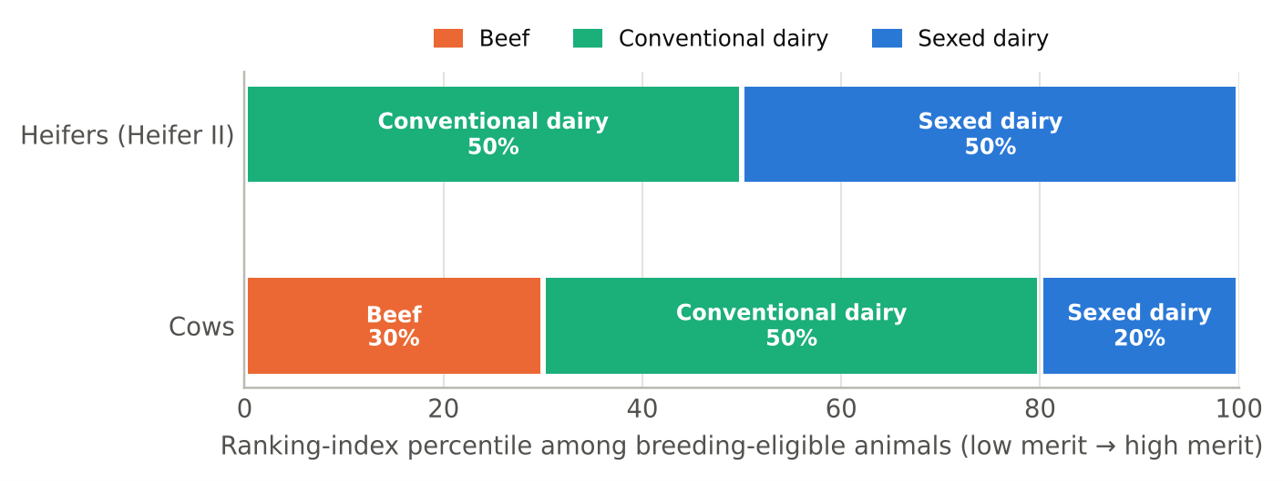 Beef Conventional dairy Sexed dairy
Heifers (Heifer II)
Conventional dairy
50%
Sexed dairy
50%
Cows
Beef
30%
Conventional dairy
50%
Sexed dairy
20%
0 20 40 60 80 100
Ranking-index percentile among breeding-eligible animals (low merit → high merit)